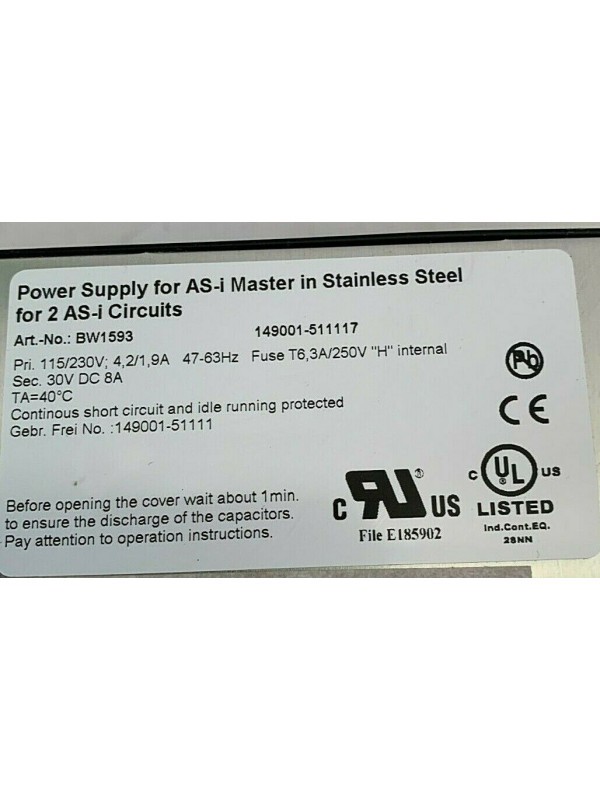 Power Supply for AS-i Master in Stainless Steel
for 2 AS-i Circuits
Art.-No.: BW1593 149001-511117
Pri. 115/230V; 4,2/1,9A 47-63Hz Fuse T6,3A/250V "H" internal
Sec. 30V DC 8A
TA=40°C
Continous short circuit and idle running protected
Gebr. Frei No. :149001-51111
Pb
CE
Before opening the cover wait about 1min.
to ensure the discharge of the capacitors.
Pay attention to operation instructions.
C RU ® US
File E185902
C UL ® US
LISTED
Ind.Cont.EQ.
28NN